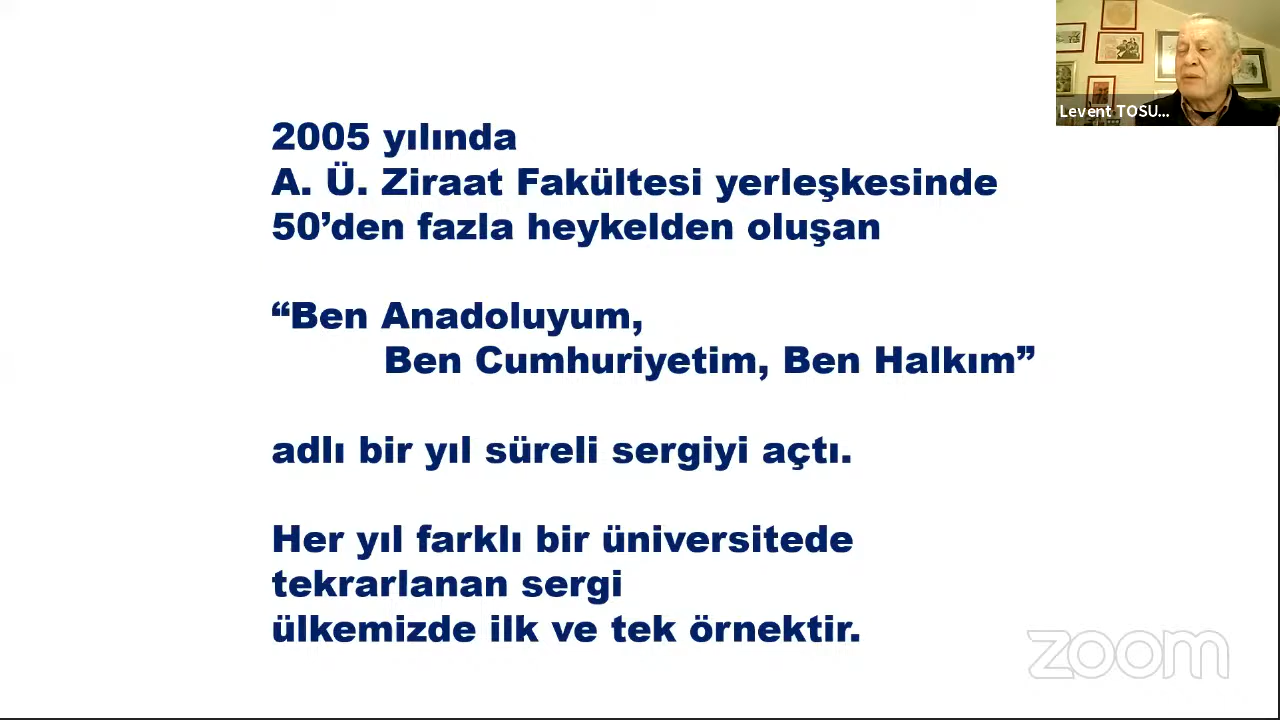 2005 yılında
A. Ü. Ziraat Fakültesi yerleşkesinde
50’den fazla heykelden oluşan
“Ben Anadoluyum,
Ben Cumhuriyetim, Ben Halkım”
adlı bir yıl süreli sergiyi açtı.
Her yıl farklı bir üniversitede
tekrarlanan sergi
ülkemizde ilk ve tek örnektir.
Levent TOSU...
zoom